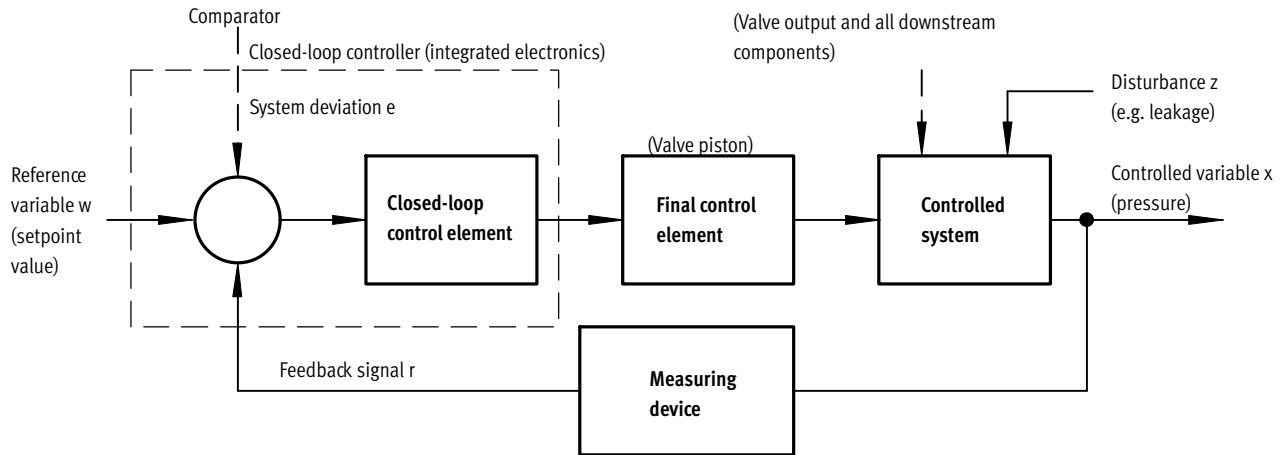 Comparator
Closed-loop controller (integrated electronics)
System deviation e
(Valve output and all downstream
components)
Disturbance z
(e.g. leakage)
Reference
variable w
(setpoint
value)
Closed-loop
control element
(Valve piston)
Final control
element
Controlled
system
Controlled variable x
(pressure)
Feedback signal r
Measuring
device